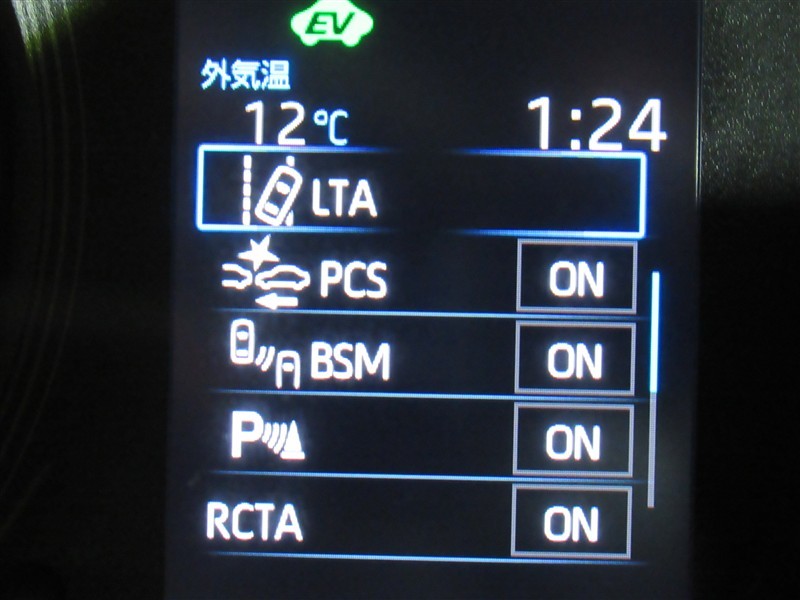 EV
外気温
12℃ 1:24
LTA
PCS ON
BSM ON
P ON
RCTA ON